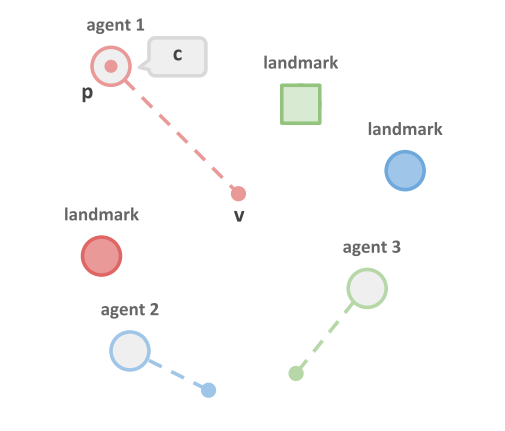 agent 1
c
p
landmark
landmark
v
landmark
agent 3
agent 2